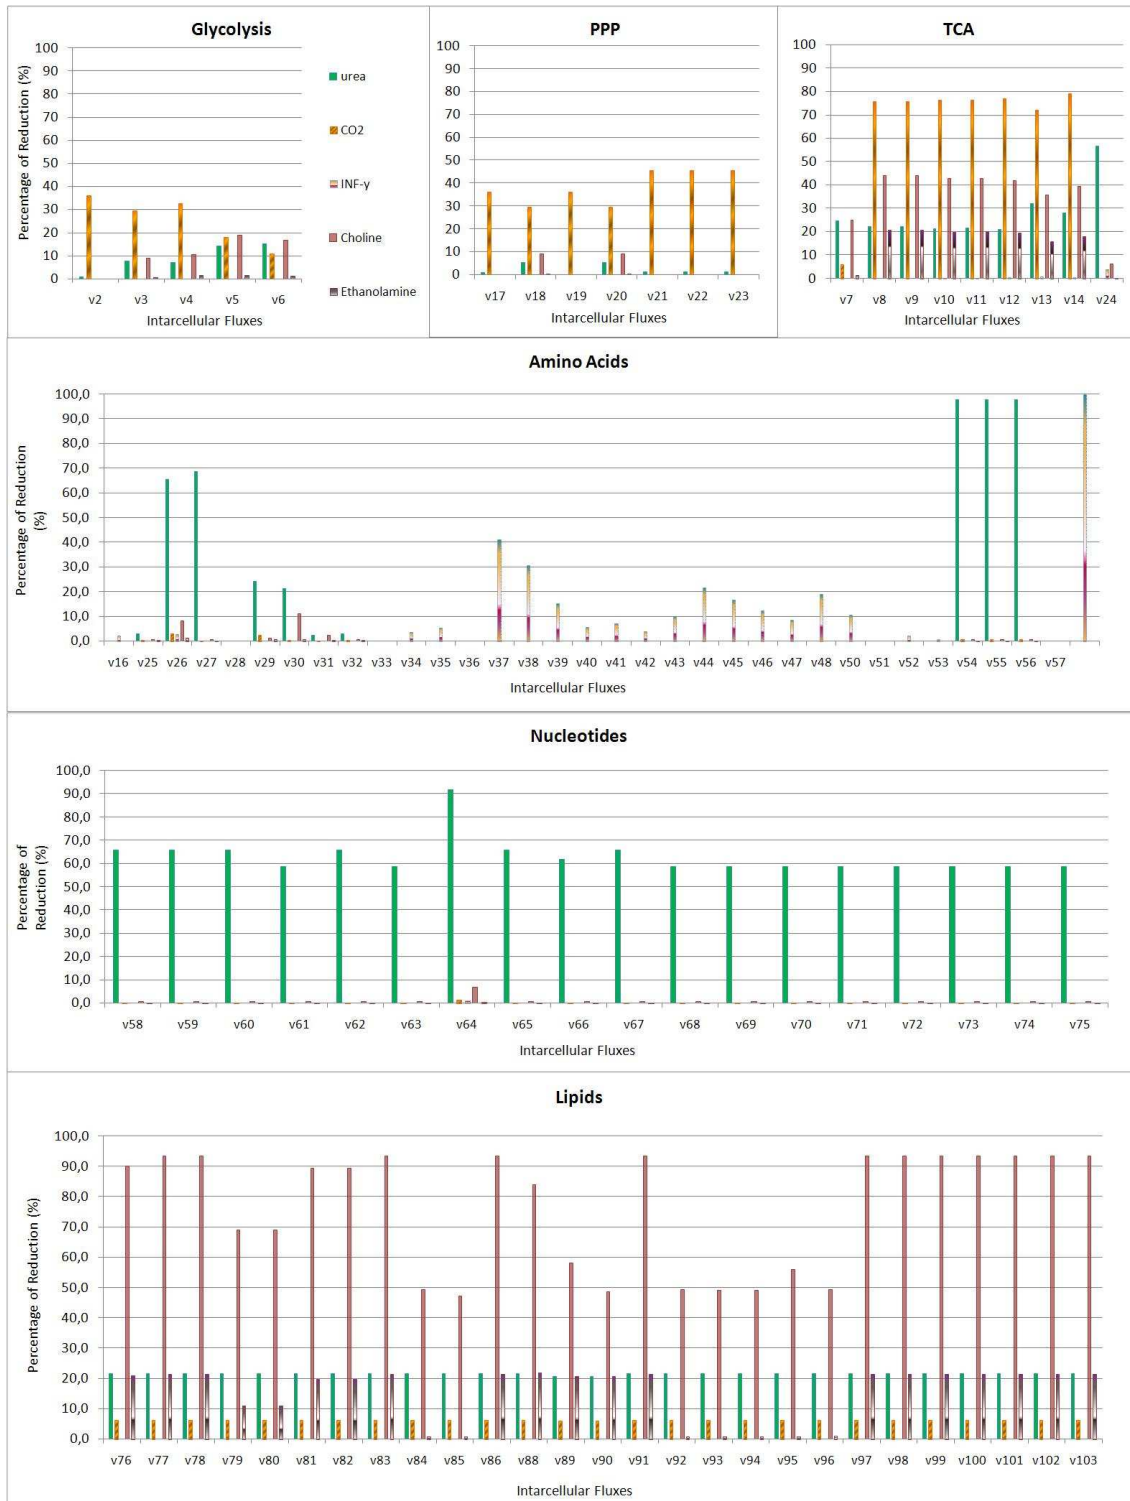 Glycolysis
Percentage of Reduction (%)
100
90
80
70
60
50
40
30
20
10
0
v2 v3 v4 v5 v6
Intarcellular Fluxes
urea
CO2
INF-y
Choline
Ethanolamine
PPP
100
90
80
70
60
50
40
30
20
10
0
v17 v18 v19 v20 v21 v22 v23
Intarcellular Fluxes
TCA
100
90
80
70
60
50
40
30
20
10
0
v7 v8 v9 v10 v11 v12 v13 v14 v24
Intarcellular Fluxes
Amino Acids
Percentage of Reduction
(%)
100,0
90,0
80,0
70,0
60,0
50,0
40,0
30,0
20,0
10,0
0,0
v16 v25 v26 v27 v28 v29 v30 v31 v32 v33 v34 v35 v36 v37 v38 v39 v40 v41 v42 v43 v44 v45 v46 v47 v48 v50 v51 v52 v53 v54 v55 v56 v57
Intarcellular Fluxes
Nucleotides
Percentage of
Reduction (%)
100,0
90,0
80,0
70,0
60,0
50,0
40,0
30,0
20,0
10,0
0,0
v58 v59 v60 v61 v62 v63 v64 v65 v66 v67 v68 v69 v70 v71 v72 v73 v74 v75
Intarcellular Fluxes
Lipids
Percentage of Reduction (%)
100,0
90,0
80,0
70,0
60,0
50,0
40,0
30,0
20,0
10,0
0,0
v76 v77 v78 v79 v80 v81 v82 v83 v84 v85 v86 v88 v89 v90 v91 v92 v93 v94 v95 v96 v97 v98 v99 v100 v101 v102 v103
Intarcellular Fluxes